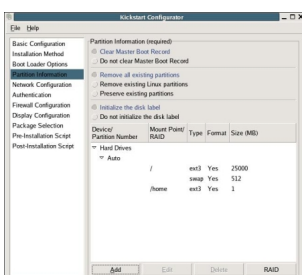 Kickstart Configurator
File Help
Basic Configuration
Installation Method
Boot Loader Options
Partition Information
Network Configuration
Authentication
Firewall Configuration
Display Configuration
Package Selection
Pre-Installation Script
Post-Installation Script
Partition Information (required)
Clear Master Boot Record
Do not clear Master Boot Record
Remove all existing partitions
Remove existing Linux partitions
Preserve existing partitions
Initialize the disk label
Do not initialize the disk label
Device/ Partition Number Mount Point/ RAID Type Format Size (MB)
Hard Drives
Auto
/ ext3 Yes 25000
swap Yes 512
/home ext3 Yes 1
Add Edit Delete RAID